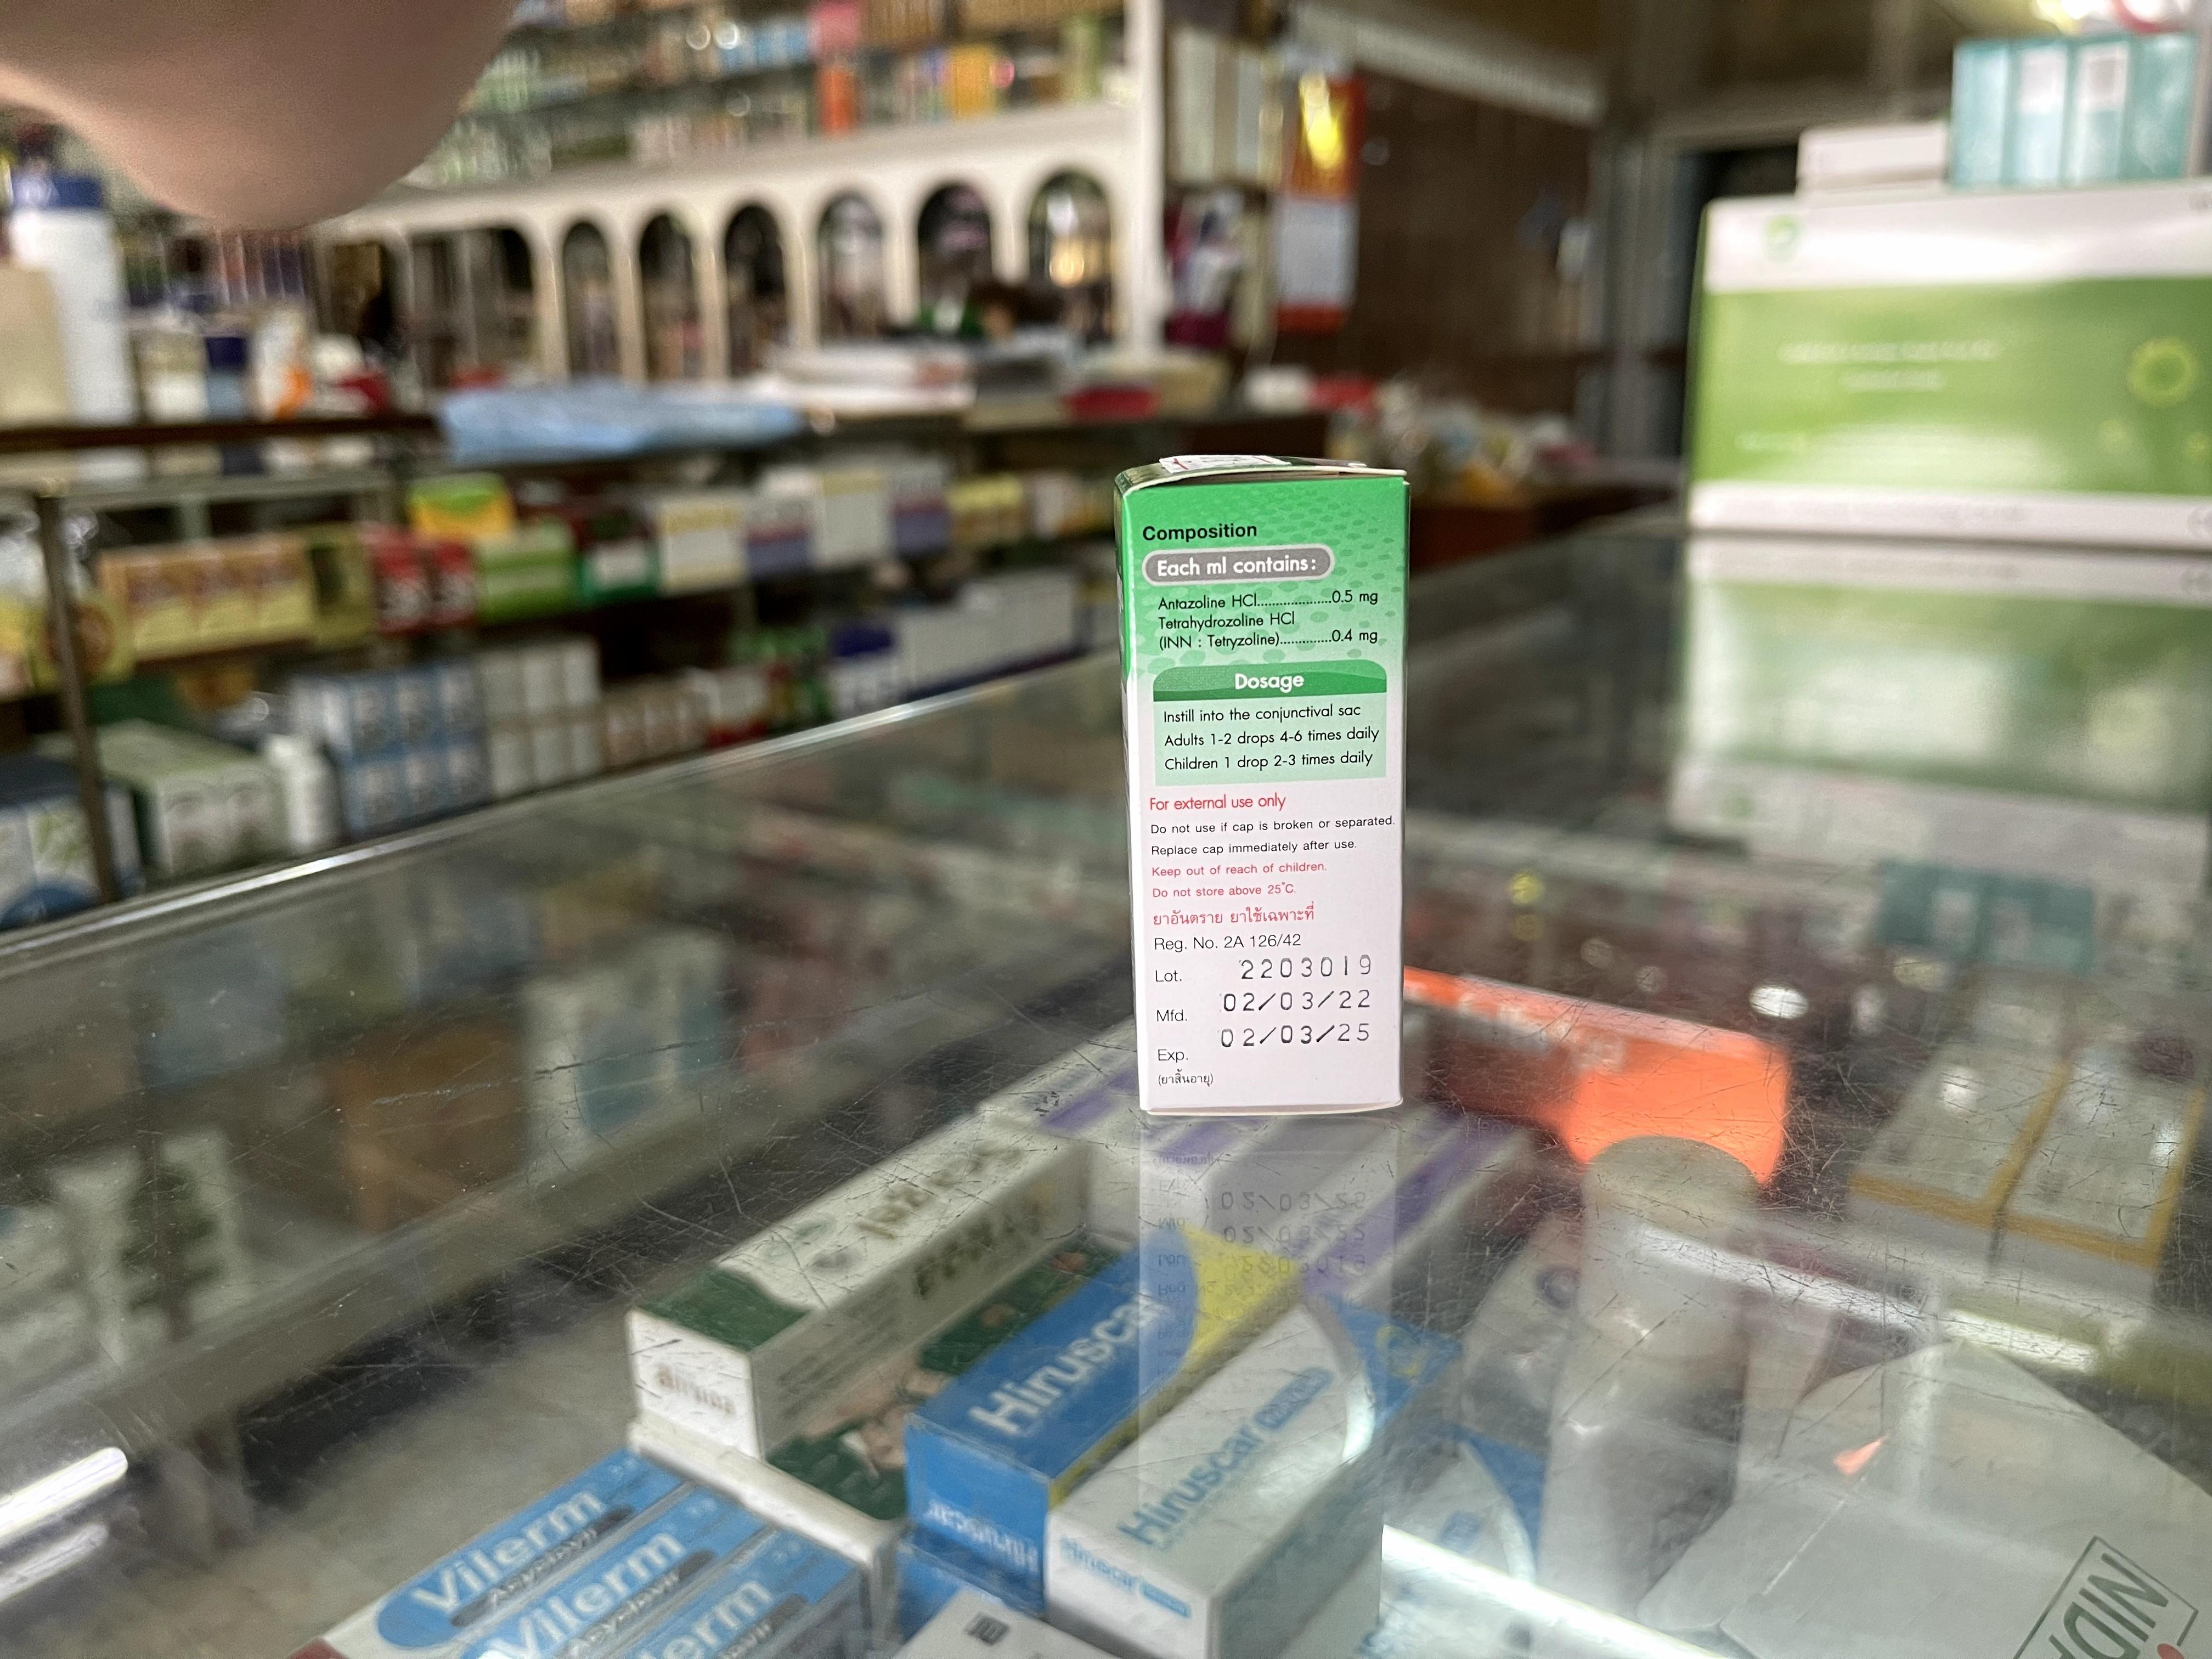 Composition
Each ml contains:
Antazoline HCl....................0.5 mg
Tetrahydrozoline HCl
(INN : Tetryzoline)..............0.4 mg
Dosage
Instill into the conjunctival sac
Adults 1-2 drops 4-6 times daily
Children 1 drop 2-3 times daily
For external use only
Do not use if cap is broken or separated.
Replace cap immediately after use.
Keep out of reach of children.
Do not store above 25°C.
ยาอันตราย ยาใช้เฉพาะที่
Reg. No. 2A 126/42
Lot. 2203019
Mfd. 02/03/22
Exp. 02/03/25
(ยาสิ้นอายุ)
Hiruscar
Hiruscar
Hiruscar
Vilerm
Vilerm